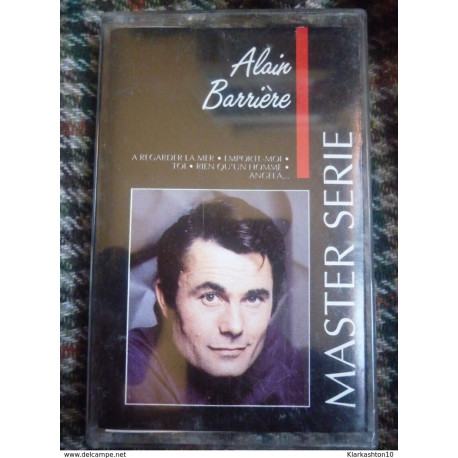 Alain
Barrière
A REGARDER LA MER • EMPORTE-MOI •
TOI • RIEN QU'UN HOMME •
ANGELA...
MASTER SERIE
www.delcampe.net
Klarkashton10